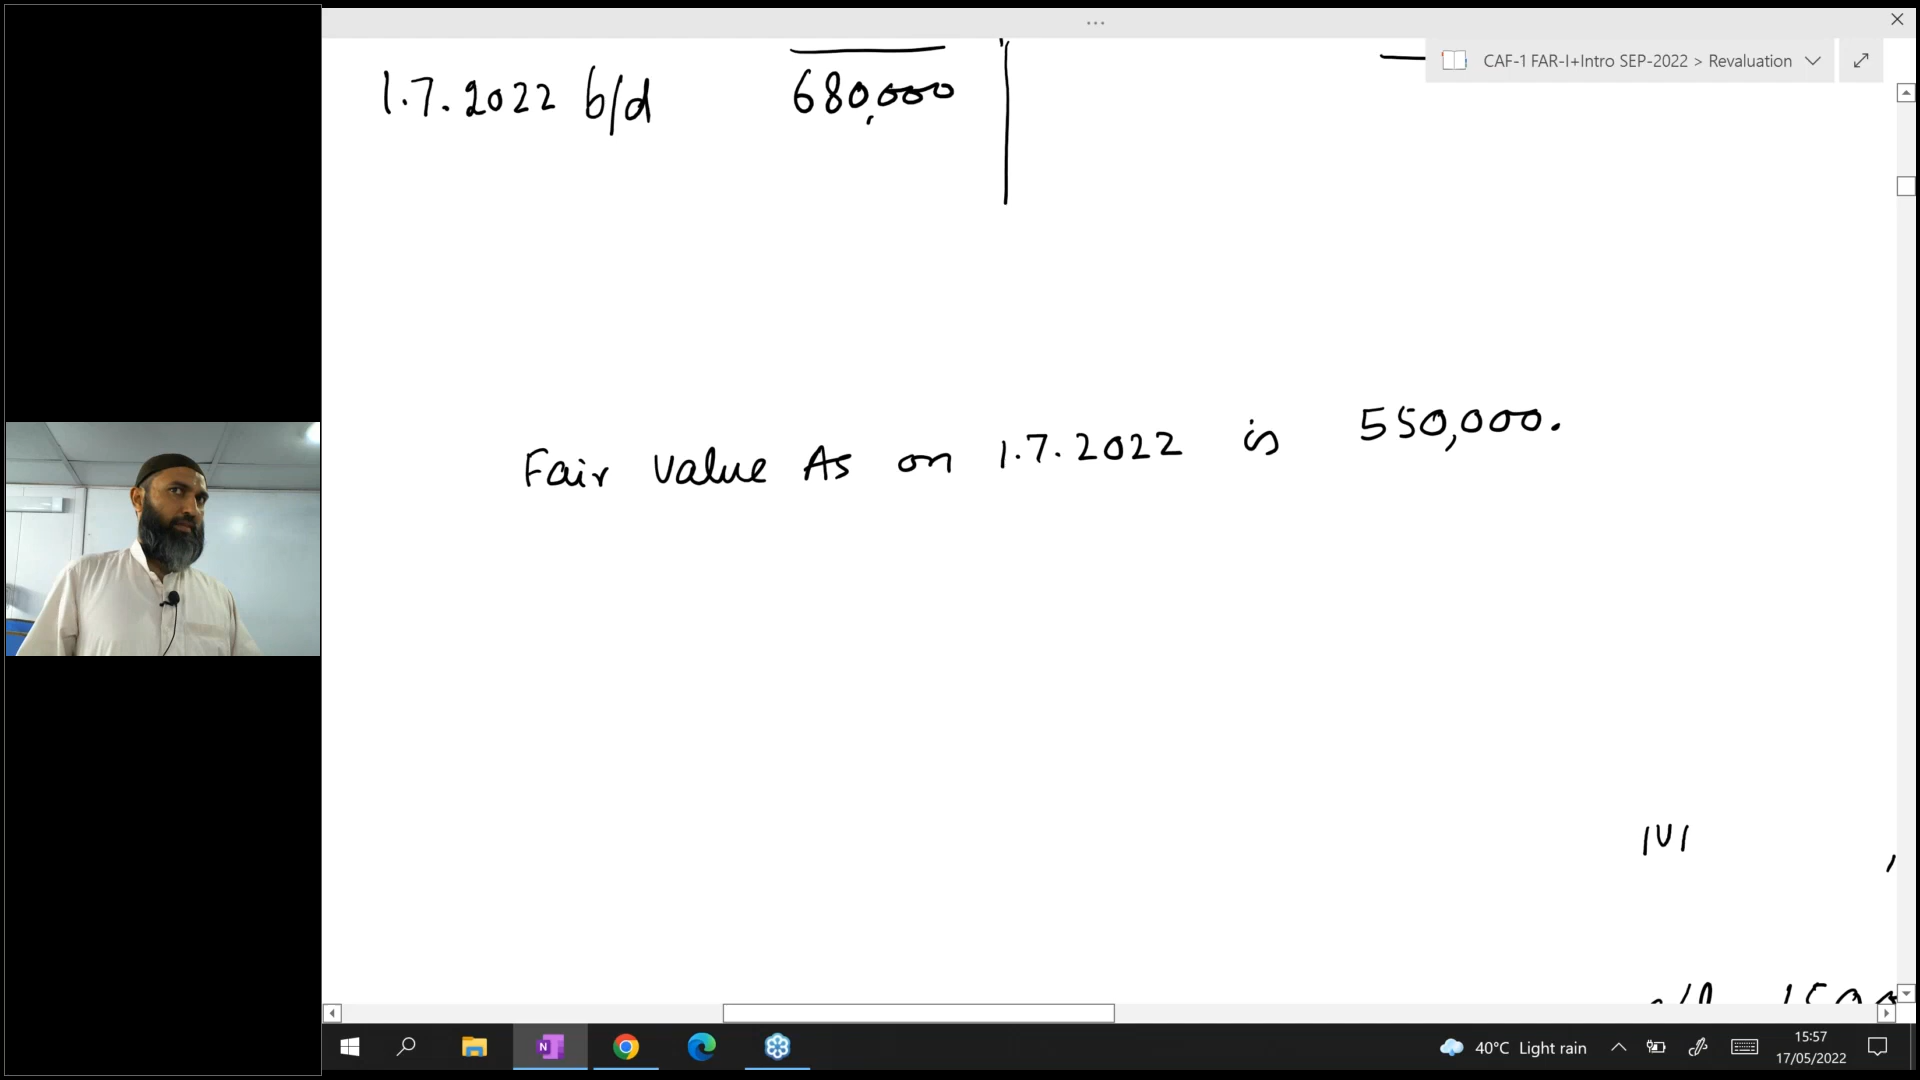 CAF-1 FAR-I+Intro SEP-2022 > Revaluation
1.7.2022 b/d 680,000
Fair value As on 1.7.2022 is 550,000.
40°C Light rain
15:57
17/05/2022